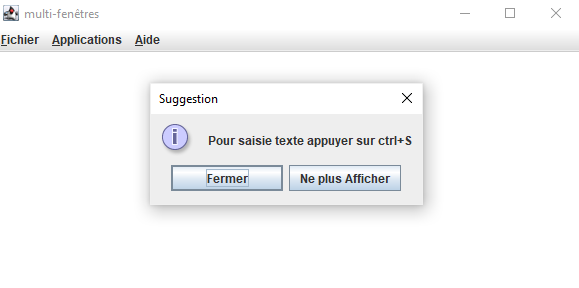 multi-fenêtres
Fichier Applications Aide
Suggestion
Pour saisie texte appuyer sur ctrl+S
Fermer Ne plus Afficher